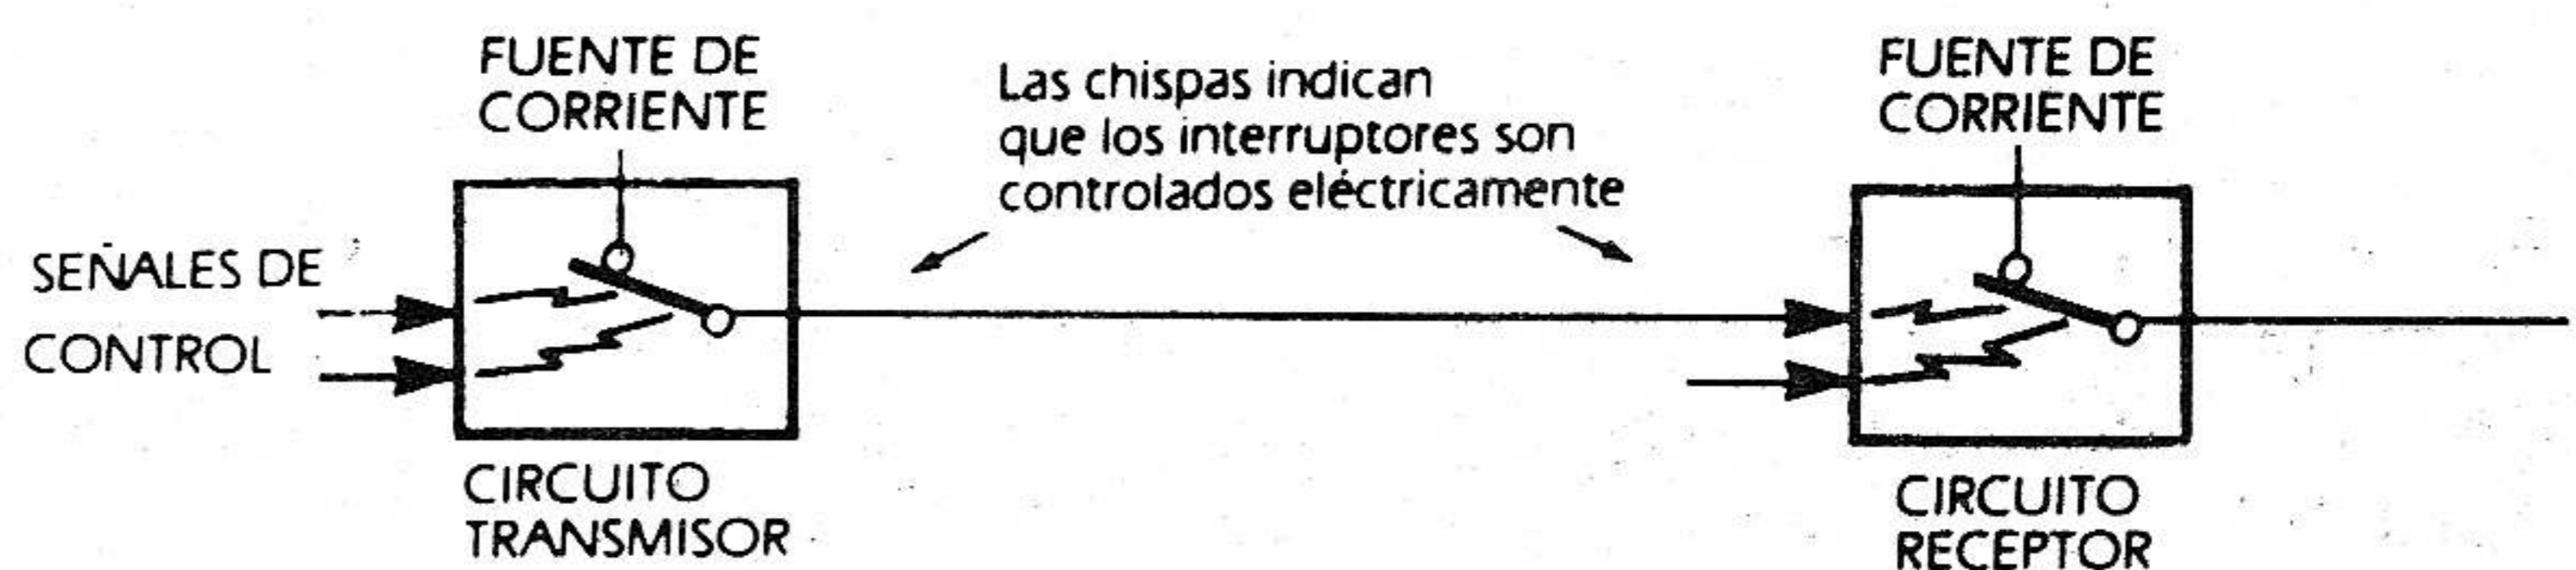 FUENTE DE
CORRIENTE
Las chispas indican
que los interruptores son
controlados eléctricamente
FUENTE DE
CORRIENTE
SEÑALES DE
CONTROL
CIRCUITO
TRANSMISOR
CIRCUITO
RECEPTOR